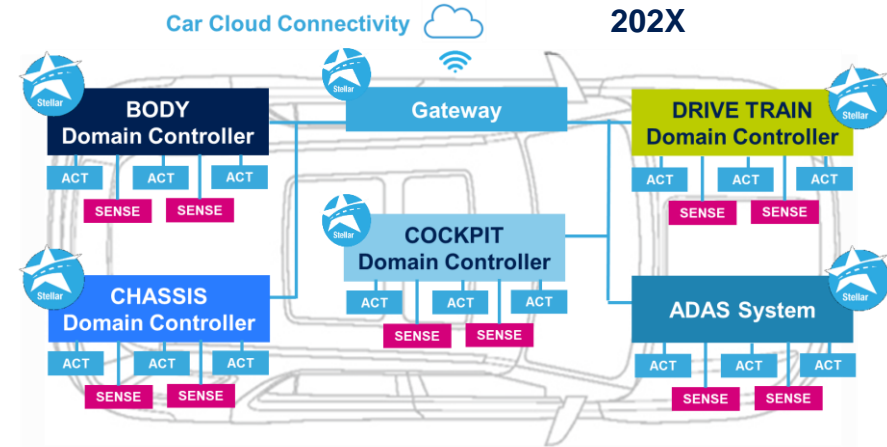 Car Cloud Connectivity
202X
Stellar
BODY
Domain Controller
ACT
ACT
ACT
SENSE
SENSE
Stellar
Gateway
Stellar
DRIVE TRAIN
Domain Controller
ACT
ACT
ACT
SENSE
SENSE
Stellar
COCKPIT
Domain Controller
ACT
ACT
ACT
SENSE
SENSE
Stellar
CHASSIS
Domain Controller
ACT
ACT
ACT
SENSE
SENSE
Stellar
ADAS System
ACT
ACT
ACT
SENSE
SENSE